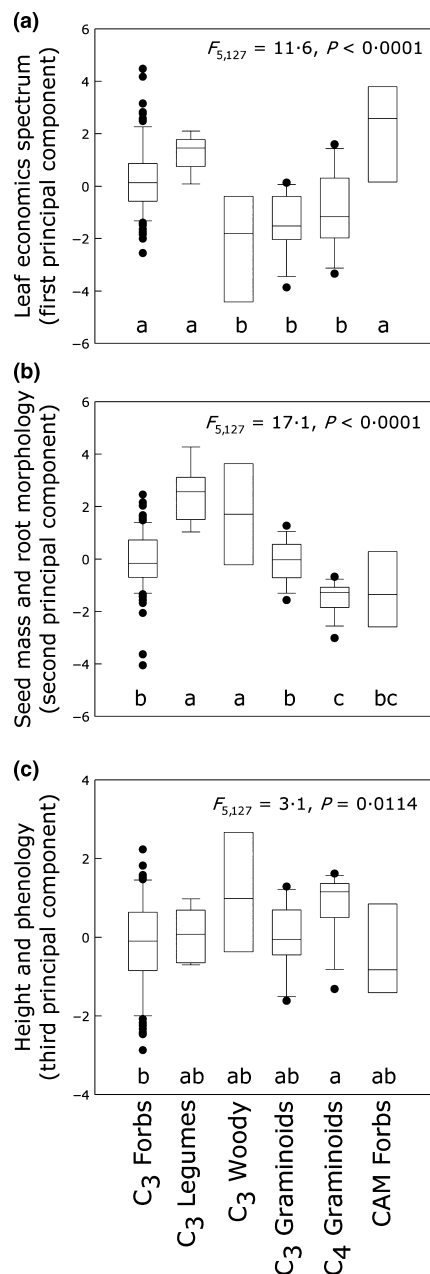 (a)
F5,127 = 11·6, P < 0·0001
Leaf economics spectrum
(first principal component)
6
4
2
0
−2
−4
−6
a a b b b a
(b)
F5,127 = 17·1, P < 0·0001
Seed mass and root morphology
(second principal component)
6
4
2
0
−2
−4
−6
b a a b c bc
(c)
F5,127 = 3·1, P = 0·0114
Height and phenology
(third principal component)
4
2
0
−2
−4
b ab ab ab a ab
C3 Forbs
C3 Legumes
C3 Woody
C3 Graminoids
C4 Graminoids
CAM Forbs